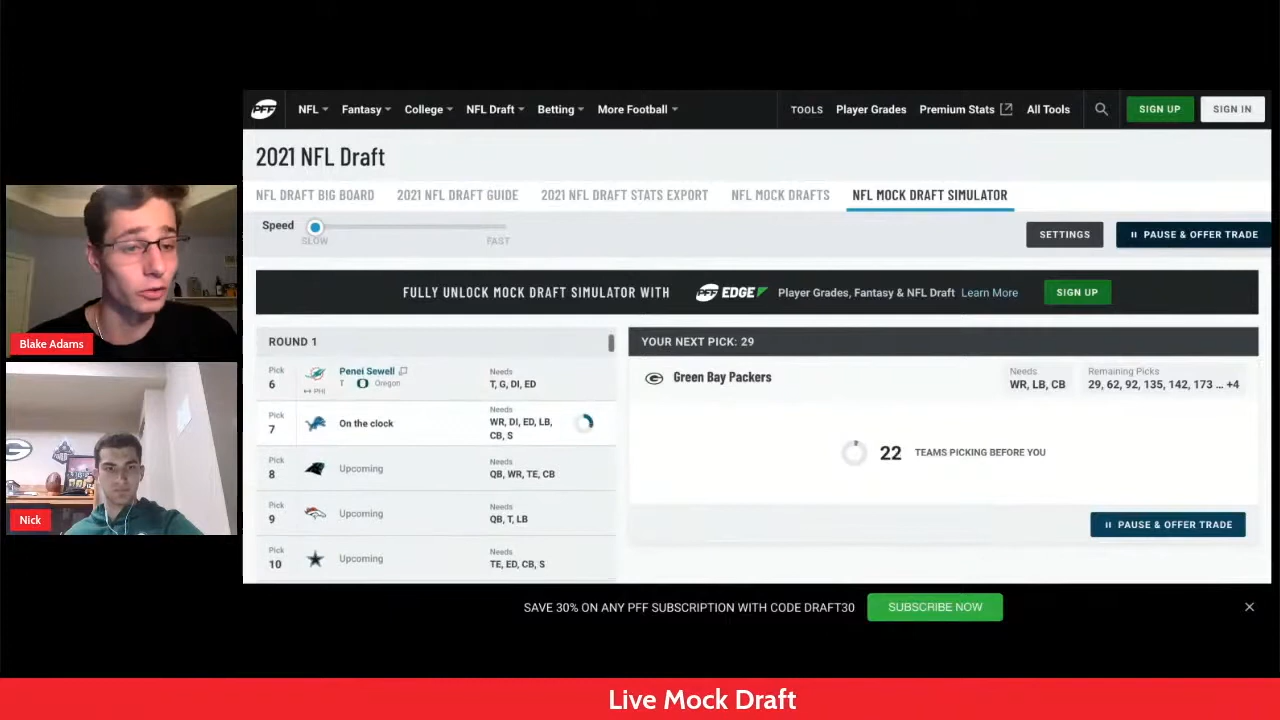 PFF
NFL
Fantasy
College
NFL Draft
Betting
More Football
TOOLS
Player Grades
Premium Stats
All Tools
SIGN UP
SIGN IN
2021 NFL Draft
NFL DRAFT BIG BOARD
2021 NFL DRAFT GUIDE
2021 NFL DRAFT STATS EXPORT
NFL MOCK DRAFTS
NFL MOCK DRAFT SIMULATOR
Speed
SLOW
FAST
SETTINGS
PAUSE & OFFER TRADE
FULLY UNLOCK MOCK DRAFT SIMULATOR WITH
PFF EDGE
Player Grades, Fantasy & NFL Draft Learn More
SIGN UP
ROUND 1
Pick
6
PHI
Penei Sewell
T
Oregon
Needs
T, G, DI, ED
Pick
7
On the clock
Needs
WR, DI, ED, LB,
CB, S
Pick
8
Upcoming
Needs
QB, WR, TE, CB
Pick
9
Upcoming
Needs
QB, T, LB
Pick
10
Upcoming
Needs
TE, ED, CB, S
YOUR NEXT PICK: 29
Green Bay Packers
Needs
WR, LB, CB
Remaining Picks
29, 62, 92, 135, 142, 173 ... +4
22
TEAMS PICKING BEFORE YOU
PAUSE & OFFER TRADE
Blake Adams
Nick
SAVE 30% ON ANY PFF SUBSCRIPTION WITH CODE DRAFT30
SUBSCRIBE NOW
Live Mock Draft